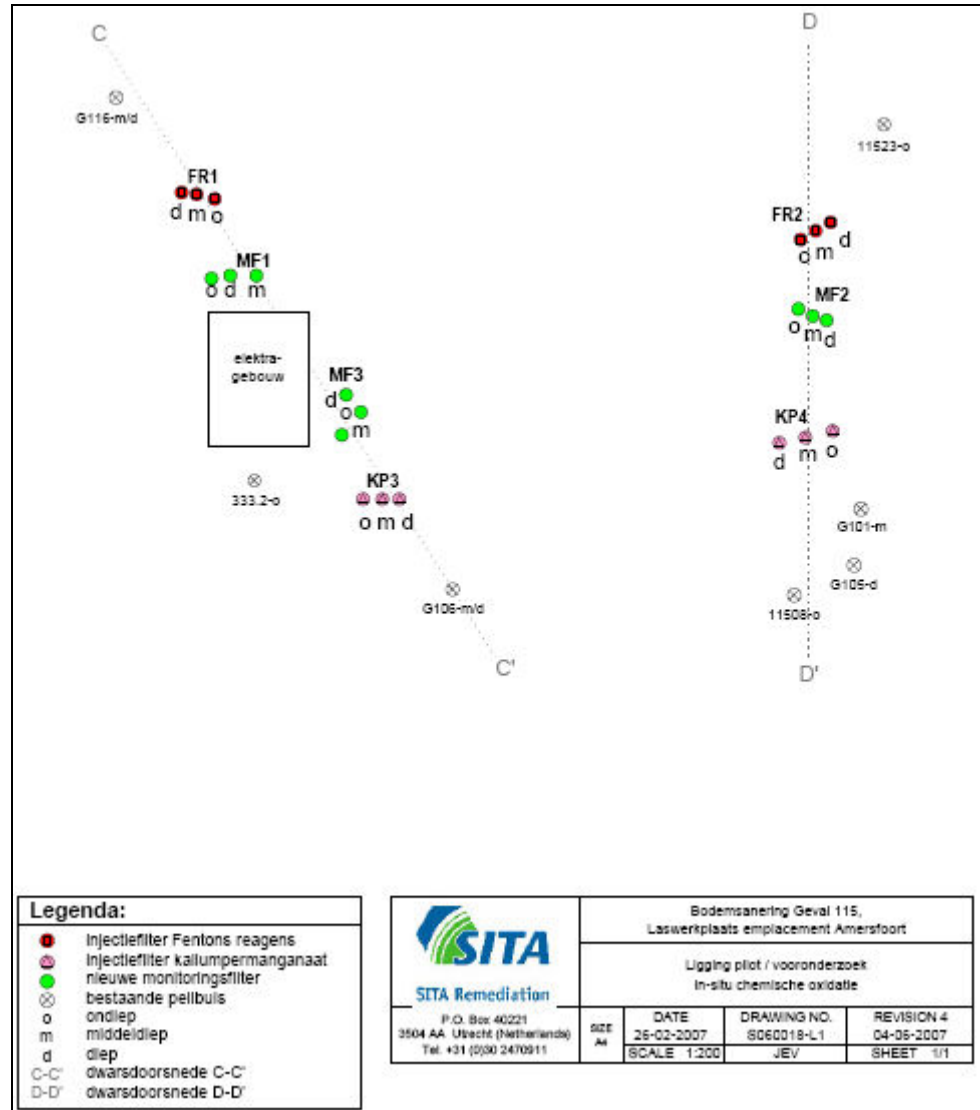 C
D
G116-m/d
11523-o
FR1
d m o
FR2
o m d
MF1
o d m
MF2
o m d
elektra-
gebouw
MF3
d
o
m
KP4
d m o
333.2-o
KP3
o m d
G101-m
G105-d
G106-m/d
11508-o
C'
D'
Legenda:
Injectiefilter Fentons reagens
Injectiefilter kaliumpermanganaat
nieuwe monitoringsfilter
bestaande peilbuis
o ondiep
m middeldiep
d diep
C-C' dwarsdoorsnede C-C'
D-D' dwarsdoorsnede D-D'
SITA
SITA Remediation
P.O. Box 40221
3504 AA Utrecht (Netherlands)
Tel. +31 (0)30 2470911
Bodemsanering Geval 115,
Laswerkplaats emplacement Amersfoort
Ligging pilot / vooronderzoek
In-situ chemische oxidatie
SIZE
A4
DATE
26-02-2007
DRAWING NO.
S060018-L1
REVISION 4
04-06-2007
SCALE 1:200
JEV
SHEET 1/1